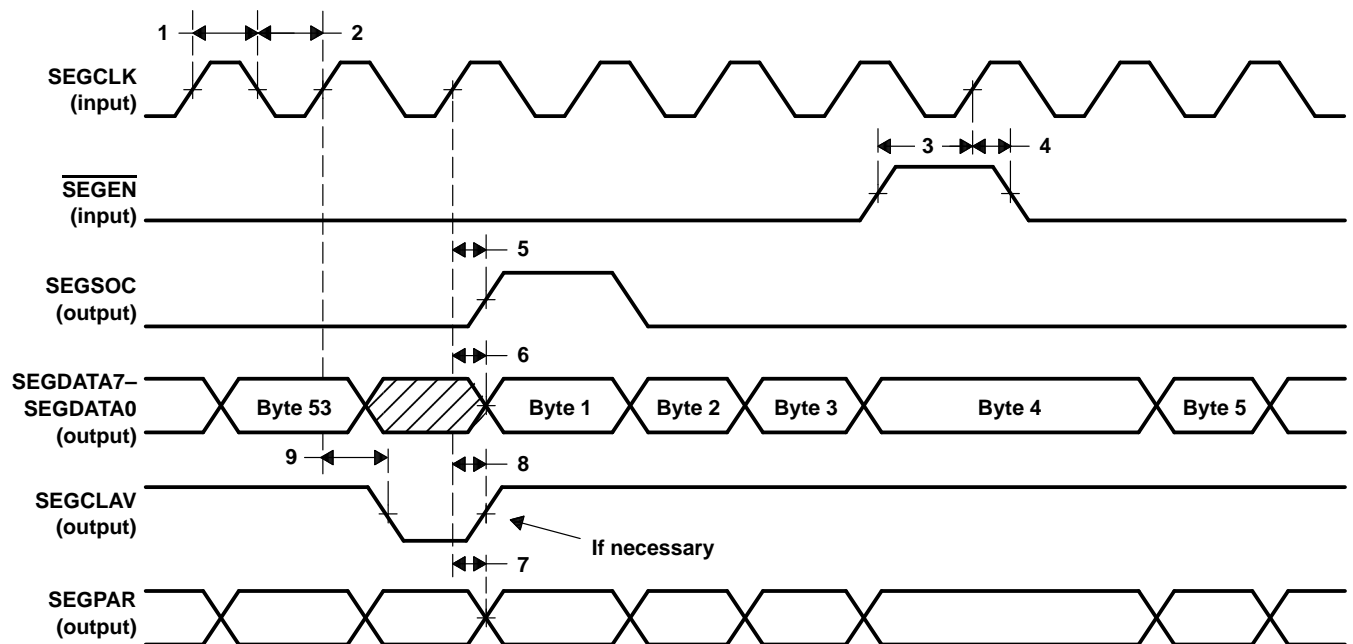 1 2
SEGCLK
(input)
3 4
SEGEN
(input)
5
SEGSOC
(output)
6
SEGDATA7–
SEGDATA0
(output)
Byte 53 Byte 1 Byte 2 Byte 3 Byte 4 Byte 5
9 8
SEGCLAV
(output)
If necessary
7
SEGPAR
(output)